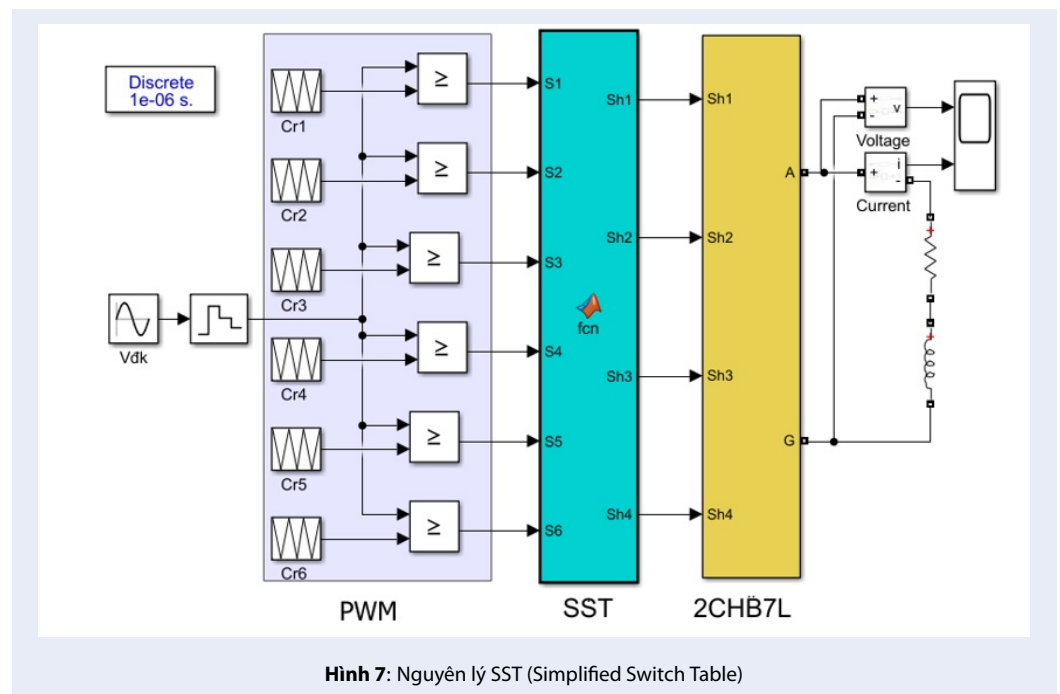 Discrete
1e-06 s.
Cr1
Cr2
Cr3
Cr4
Cr5
Cr6
Vđk
≥
≥
≥
≥
≥
≥
PWM
S1
S2
S3
S4
S5
S6
fcn
Sh1
Sh2
Sh3
Sh4
SST
Sh1
Sh2
Sh3
Sh4
A
G
2CHB7L
+
-
v
Voltage
+
i
-
Current
+
+
Hình 7: Nguyên lý SST (Simplified Switch Table)